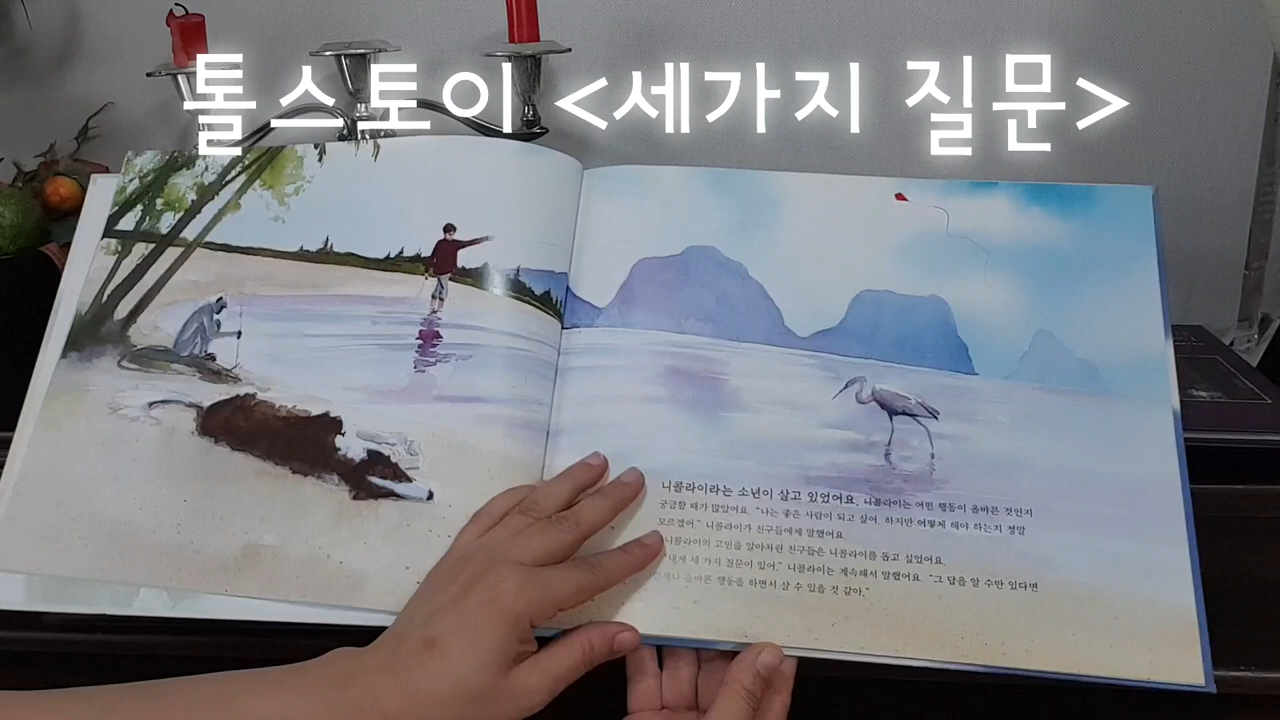 톨스토이 <세가지 질문>
니콜라이라는 소년이 살고 있었어요. 니콜라이는 어떤 행동이 올바른 것인지
궁금할 때가 많았어요. "나는 좋은 사람이 되고 싶어. 하지만 어떻게 해야 하는지 정말
모르겠어." 니콜라이가 친구들에게 말했어요.
니콜라이의 고민을 알아차린 친구들은 니콜라이를 돕고 싶었어요.
"내게 세 가지 질문이 있어." 니콜라이는 계속해서 말했어요. "그 답을 알 수만 있다면
언제나 올바른 행동을 하면서 살 수 있을 것 같아."